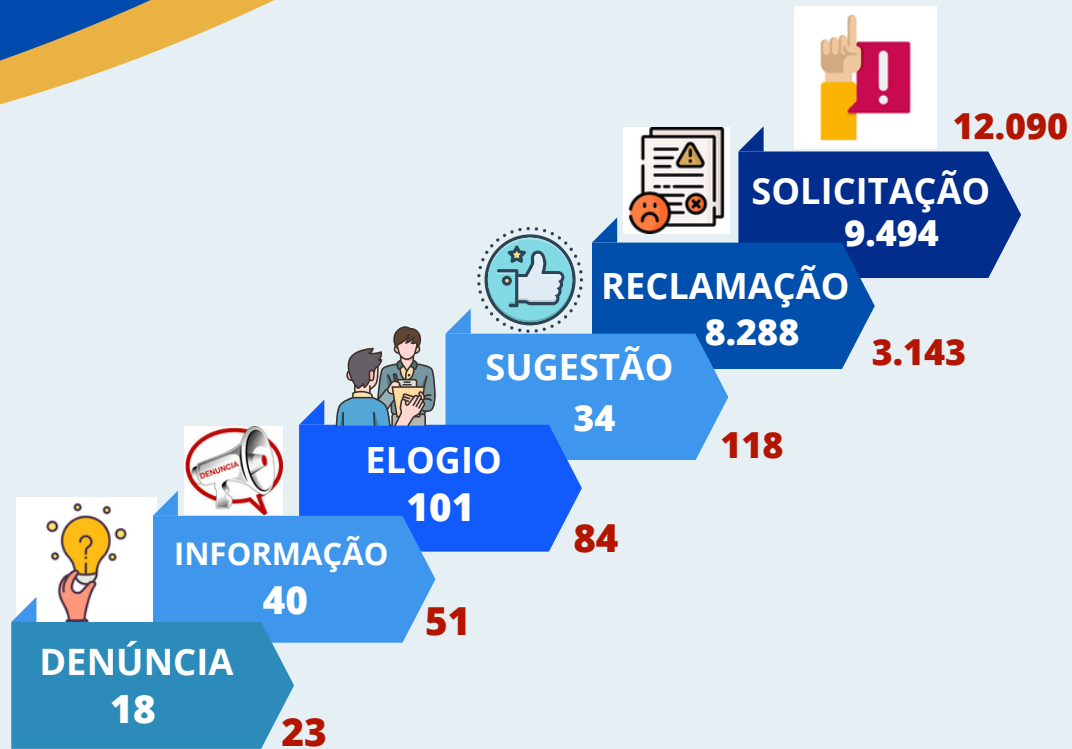 12.090
SOLICITAÇÃO
9.494
RECLAMAÇÃO
8.288
3.143
SUGESTÃO
34
118
DENUNCIA
ELOGIO
101
84
INFORMAÇÃO
40
51
DENÚNCIA
18
23